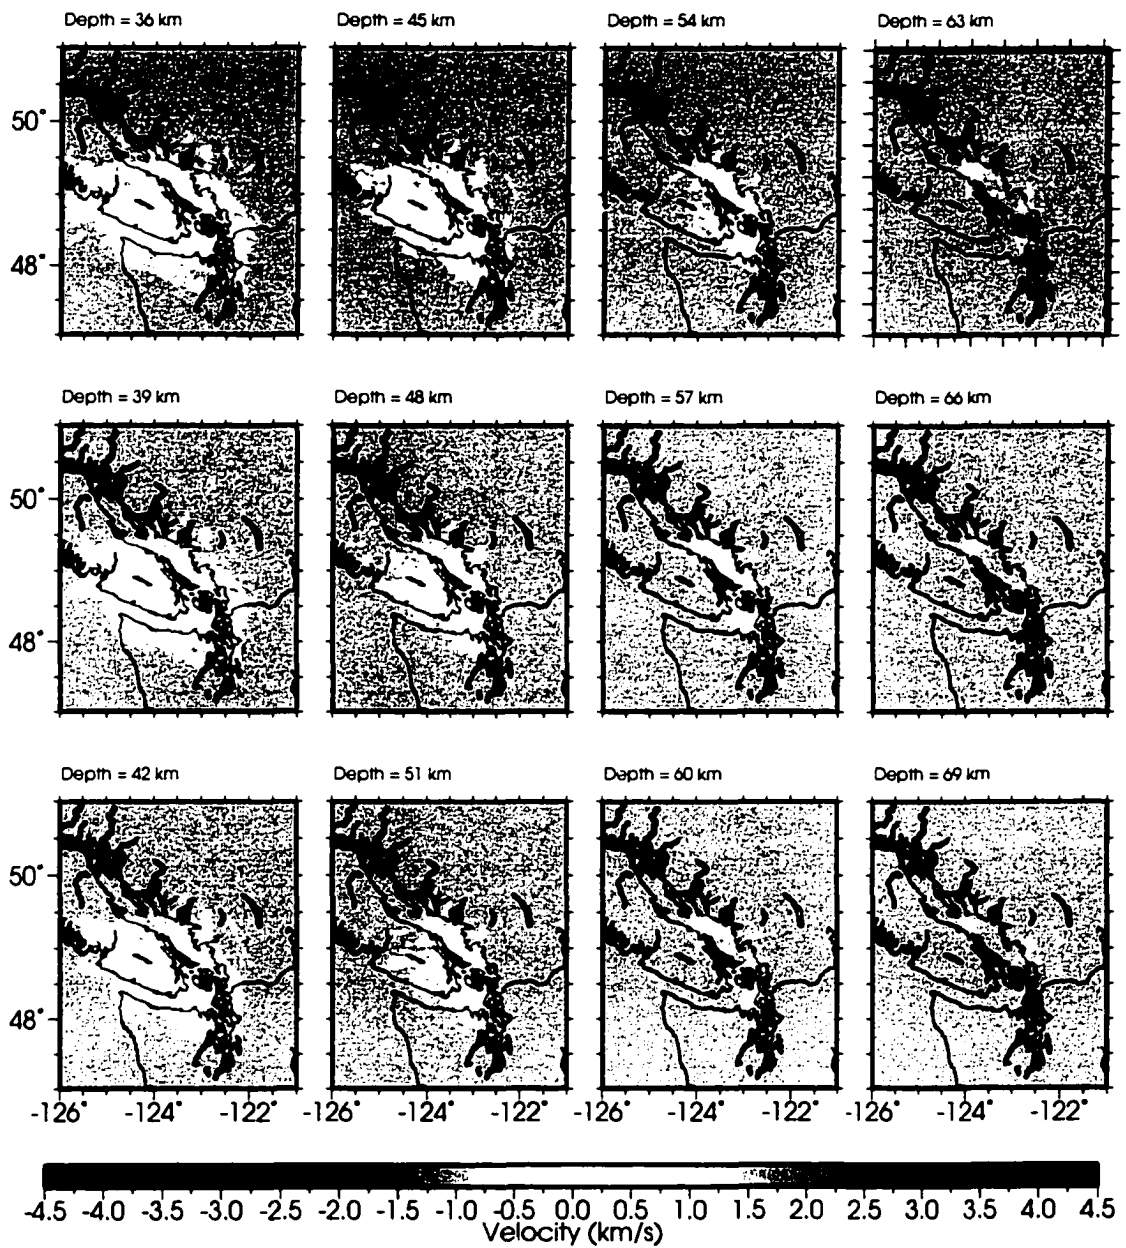 Depth = 36 km Depth = 45 km Depth = 54 km Depth = 63 km
50°
48°
Depth = 39 km Depth = 48 km Depth = 57 km Depth = 66 km
50°
48°
Depth = 42 km Depth = 51 km Depth = 60 km Depth = 69 km
50°
48°
-126° -124° -122° -124° -122° -126° -124° -122° -126° -124° -122°
-4.5 -4.0 -3.5 -3.0 -2.5 -2.0 -1.5 -1.0 -0.5 0.0 0.5 1.0 1.5 2.0 2.5 3.0 3.5 4.0 4.5
Velocity (km/s)